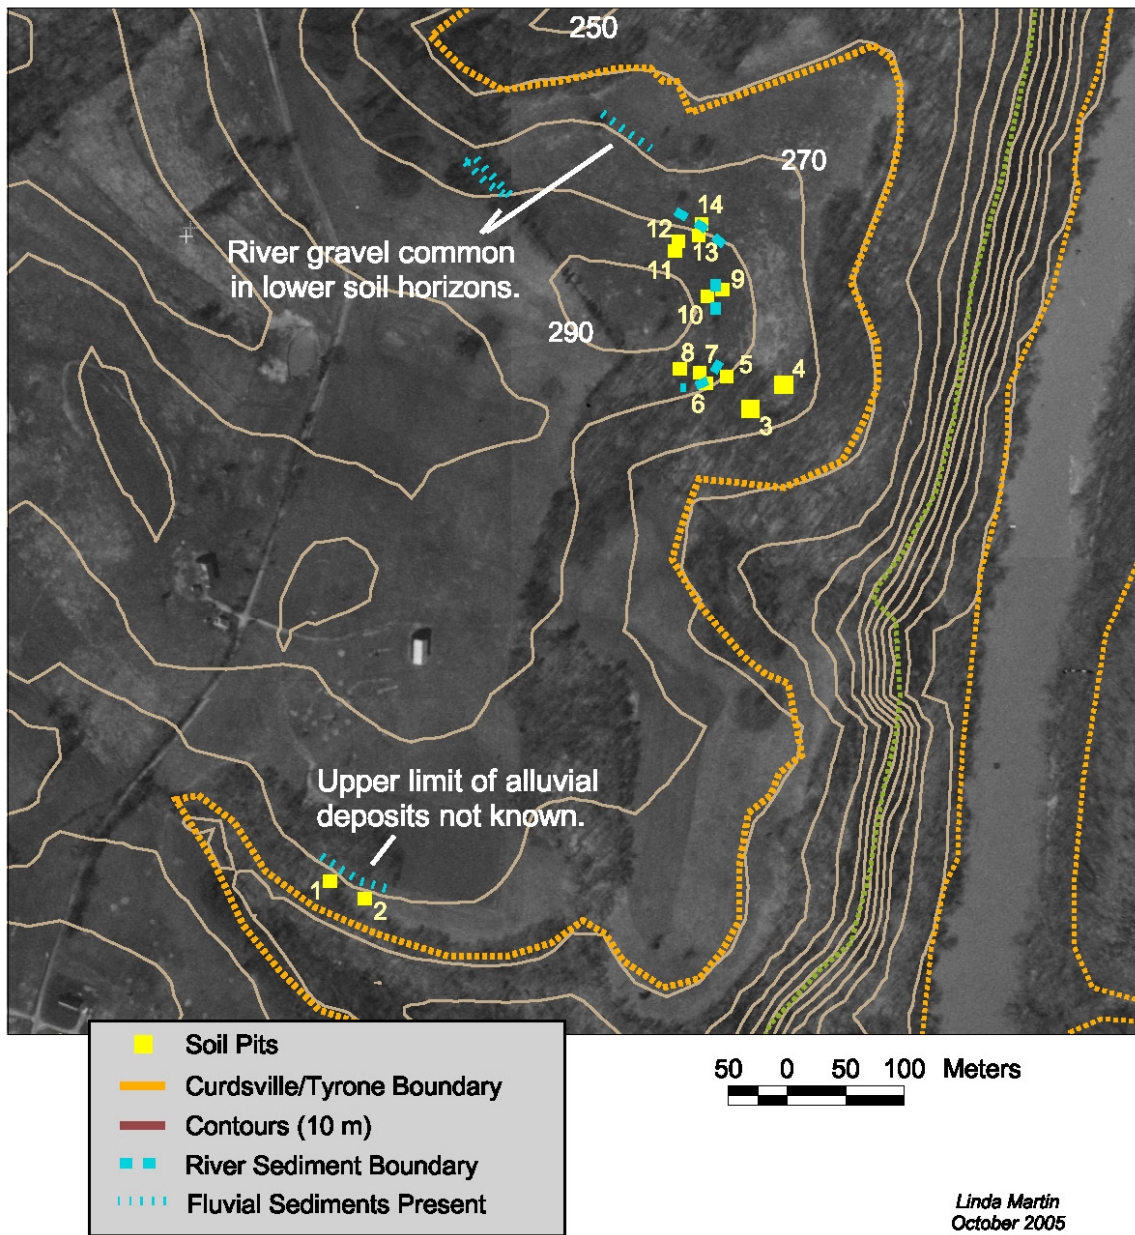 250
270
14
12
13
11
River gravel common
in lower soil horizons.
9
10
290
8
7
5
4
6
3
Upper limit of alluvial
deposits not known.
1
2
Soil Pits
Curdsville/Tyrone Boundary
Contours (10 m)
River Sediment Boundary
Fluvial Sediments Present
50 0 50 100 Meters
Linda Martin
October 2005